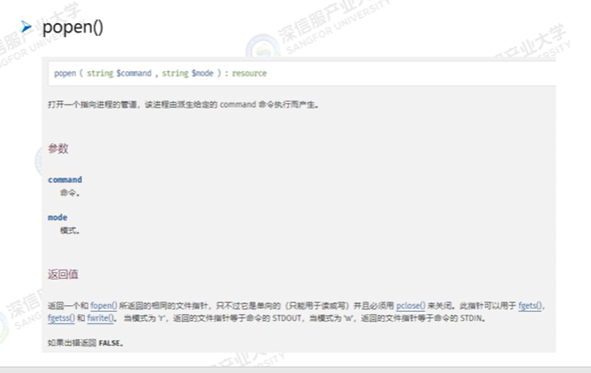 popen()
popen ( string $command , string $mode ) : resource
打开一个指向进程的管道，该进程由派生给定的 command 命令执行而产生。
参数
command
命令。
mode
模式。
返回值
返回一个和 fopen() 所返回的相同的文件指针，只不过它是单向的（只能用于读或写）并且必须用 pclose() 来关闭。此指针可以用于 fgets()，
fgetss() 和 fwrite()。 当模式为 'r'，返回的文件指针等于命令的 STDOUT，当模式为 'w'，返回的文件指针等于命令的 STDIN。
如果出错返回 FALSE。
深信服产业大学
SANGFOR UNIVERSITY